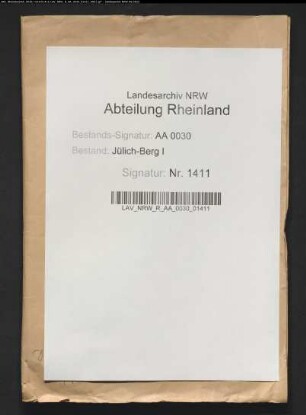 Landesarchiv NRW
Abteilung Rheinland
Bestands-Signatur: AA 0030
Bestand: Jülich-Berg I
Signatur: Nr. 1411
LAV_NRW_R_AA_0030_01411